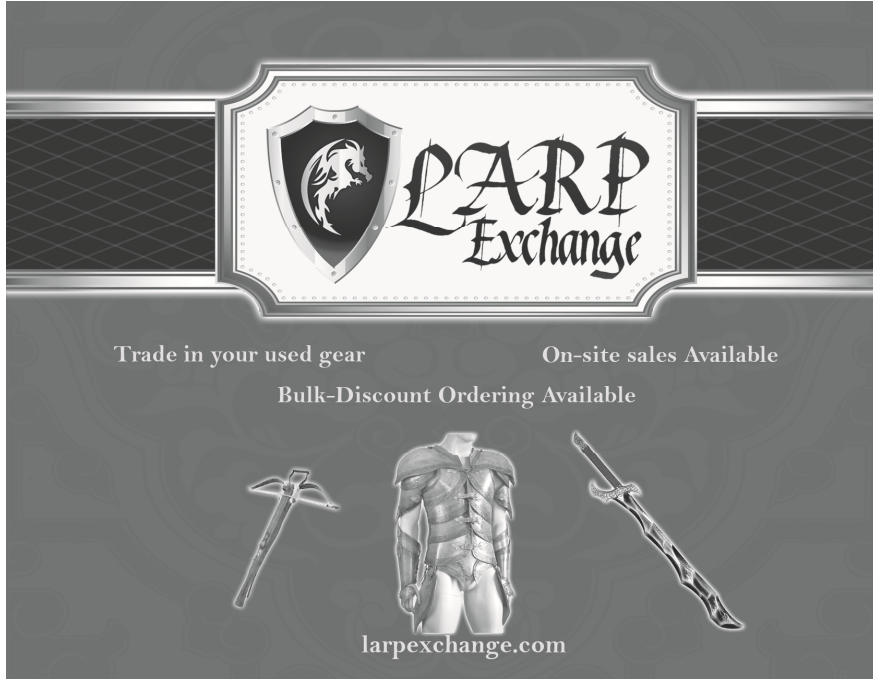 LARP
Exchange
Trade in your used gear
On-site sales Available
Bulk-Discount Ordering Available
larpexchange.com